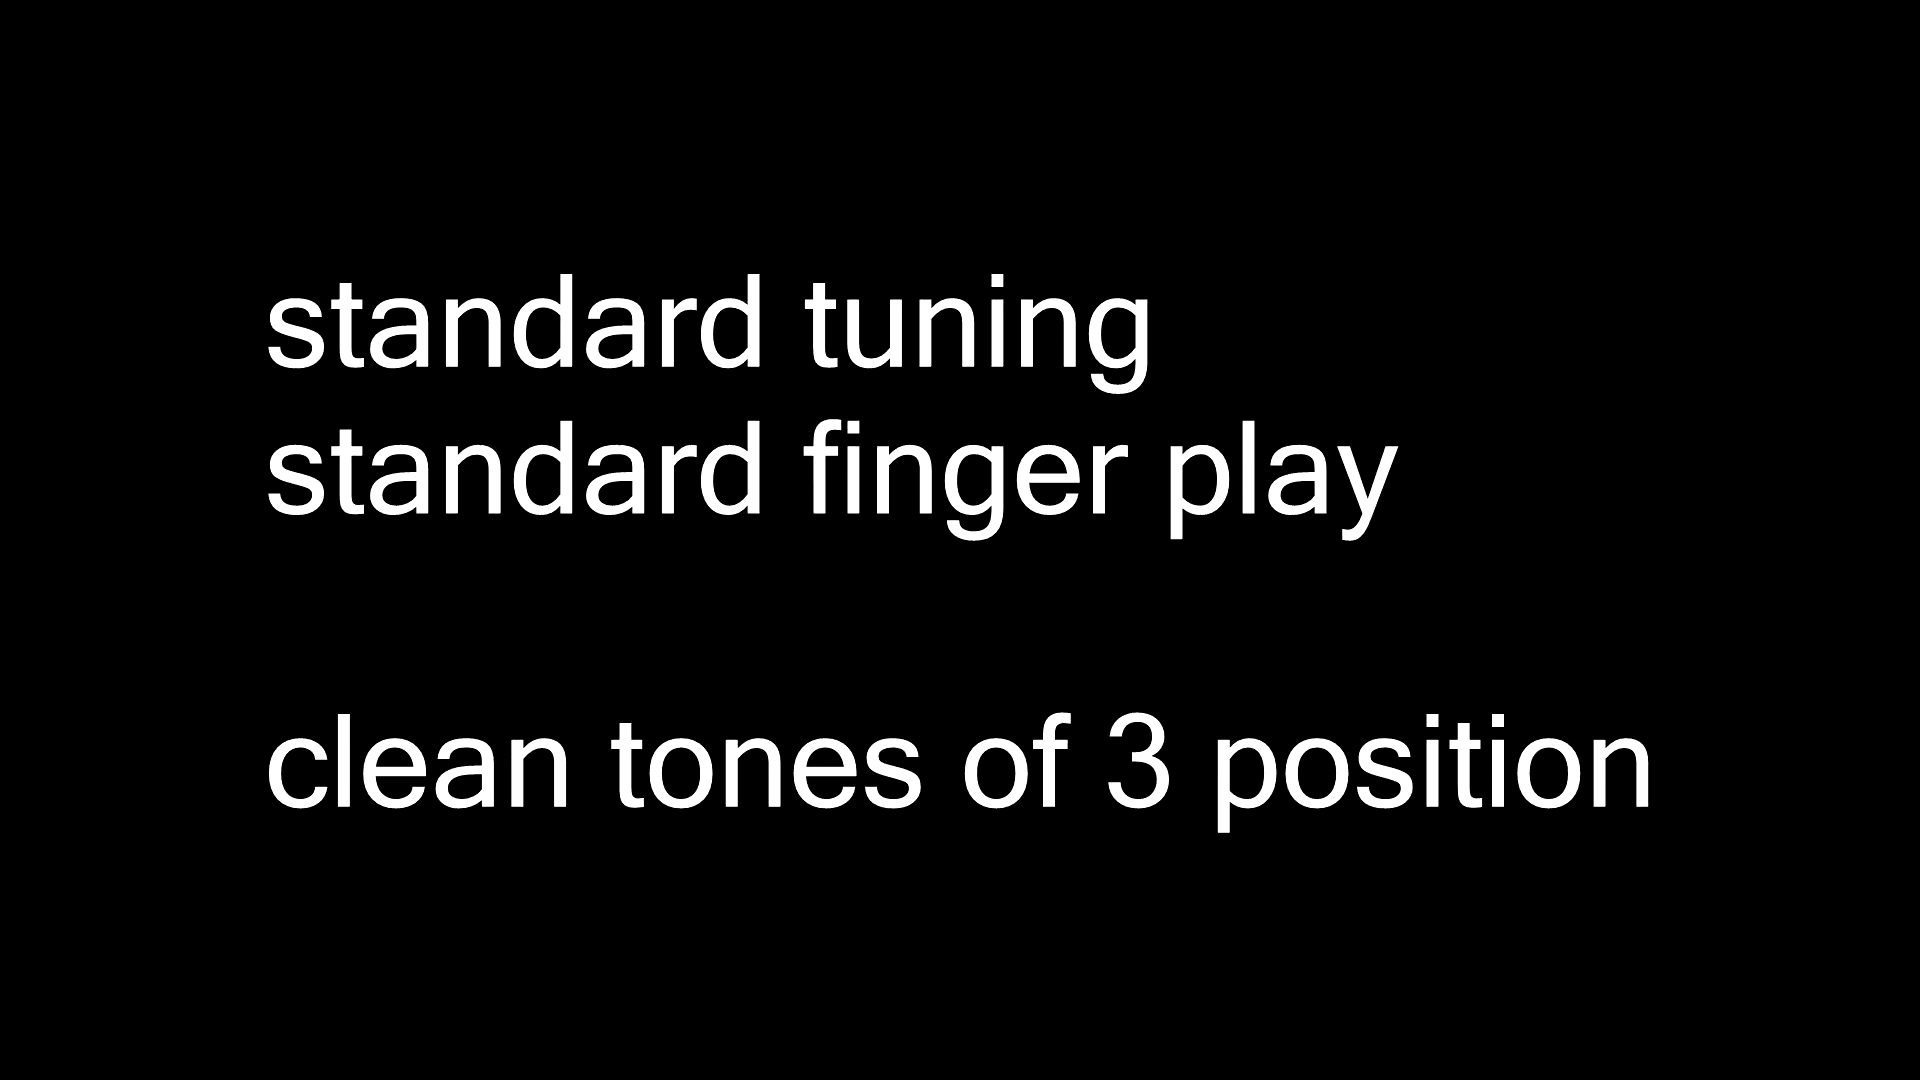 standard tuning
standard finger play
clean tones of 3 position